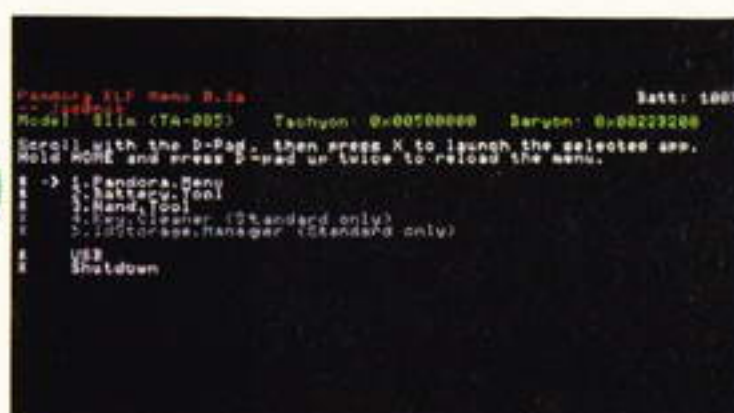 Pandora ELF Menu 0.2a Batt: 100%
Model: Slim (TA-085) Tachyon: 0x00500000 Baryon: 0x00223200
Scroll with the D-Pad, then press X to launch the selected app.
Hold HOME and press D-pad up twice to reload the menu.
-> 1.Pandora.Menu
2.Battery.Tool
3.Nand.Tool
4.Key.cleaner (Standard only)
5.IdStorage.Manager (Standard only)
USB
Shutdown